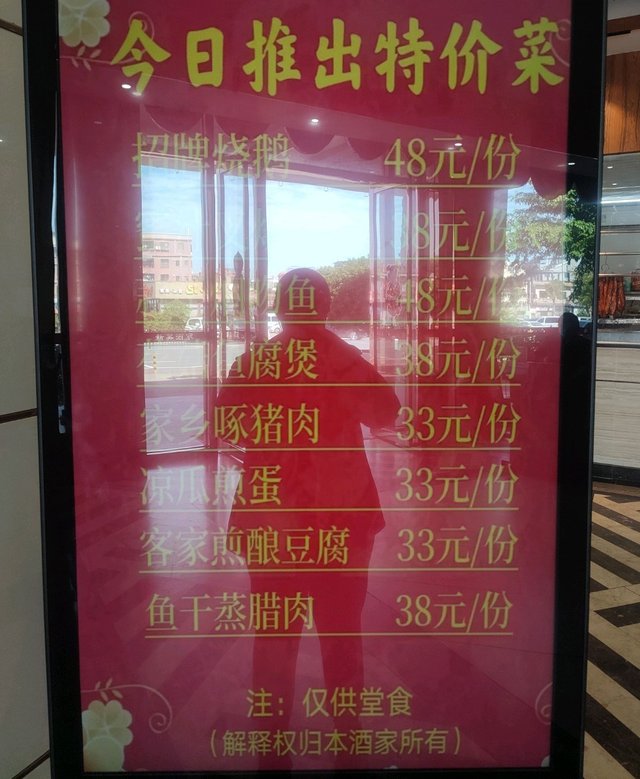 今日推出特价菜
招牌烧鹅 48元/份
8元/份
鱼 48元/份
腐煲 38元/份
家乡啄猪肉 33元/份
凉瓜煎蛋 33元/份
客家煎酿豆腐 33元/份
鱼干蒸腊肉 38元/份
注：仅供堂食
（解释权归本酒家所有）